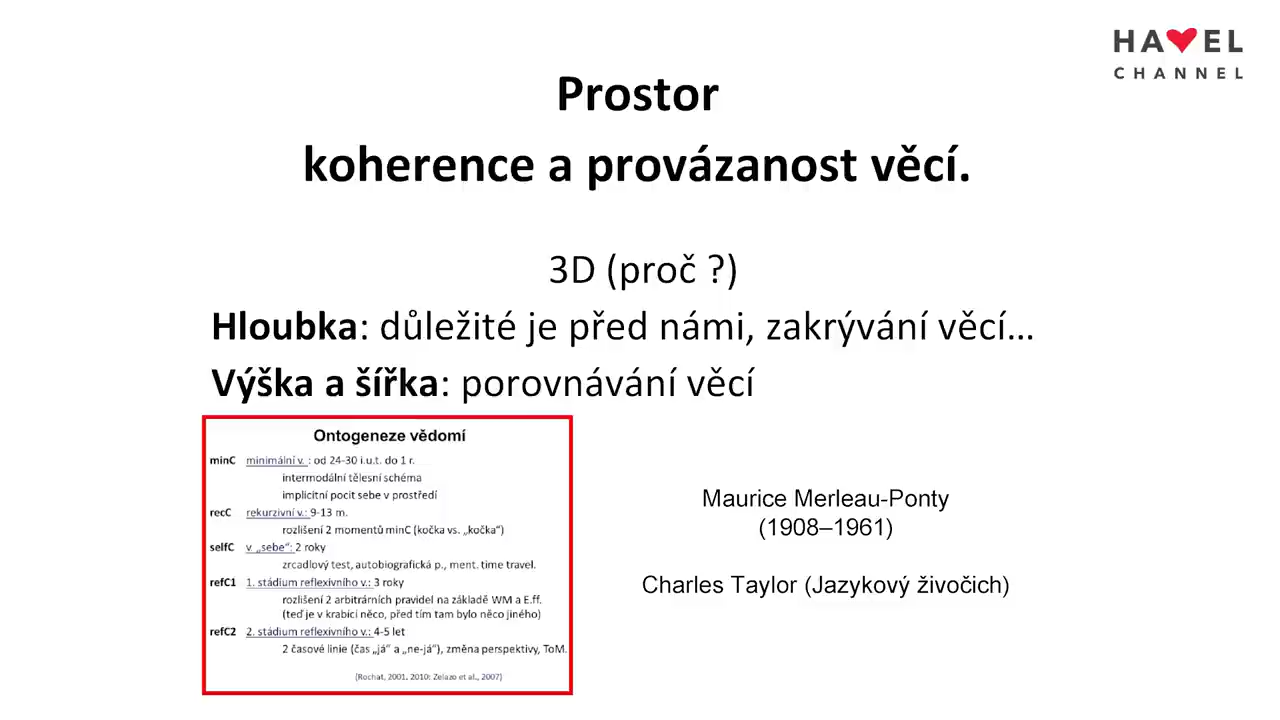 HAVEL
CHANNEL
Prostor
koherence a provázanost věcí.
3D (proč ?)
Hloubka: důležité je před námi, zakrývání věcí...
Výška a šířka: porovnávání věcí
Ontogeneze vědomí
minC minimální v. : od 24-30 i.u.t. do 1 r.
intermodální tělesní schéma
implicitní pocit sebe v prostředí
recC rekurzivní v.: 9-13 m.
rozlišení 2 momentů minC (kočka vs. „kočka“)
selfC v „sebe“: 2 roky
zrcadlový test, autobiografická p., ment. time travel.
refC1 1. stádium reflexivního v.: 3 roky
rozlišení 2 arbitrárních pravidel na základě WM a E.ff.
(teď je v krabici něco, před tím tam bylo něco jiného)
refC2 2. stádium reflexivního v.: 4-5 let
2 časové linie (čas „já“ a „ne-já“), změna perspektivy, ToM.
(Rochat, 2001, 2010; Zelazo et al., 2007)
Maurice Merleau-Ponty
(1908–1961)
Charles Taylor (Jazykový živočich)